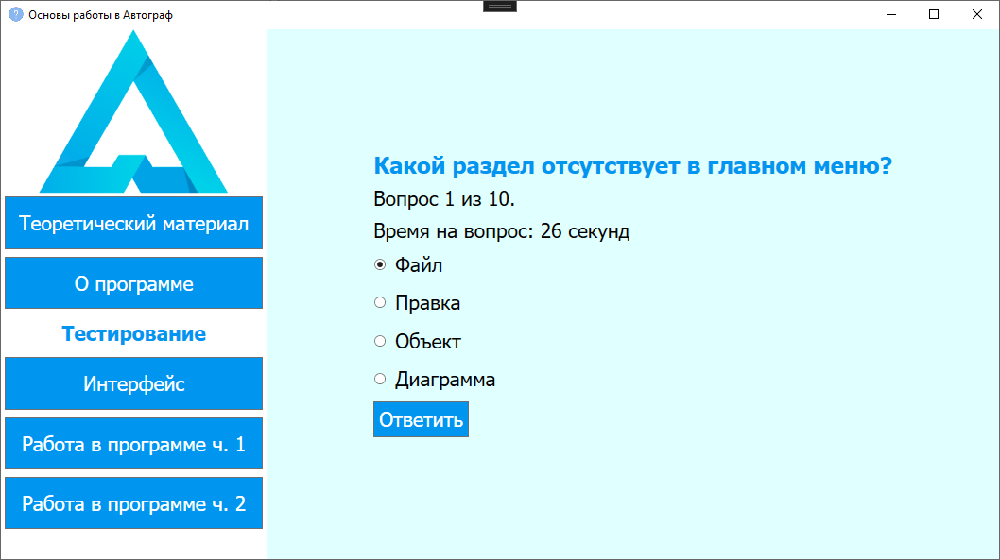 Основы работы в Автограф
Теоретический материал
О программе
Тестирование
Интерфейс
Работа в программе ч. 1
Работа в программе ч. 2
Какой раздел отсутствует в главном меню?
Вопрос 1 из 10.
Время на вопрос: 26 секунд
Файл
Правка
Объект
Диаграмма
Ответить